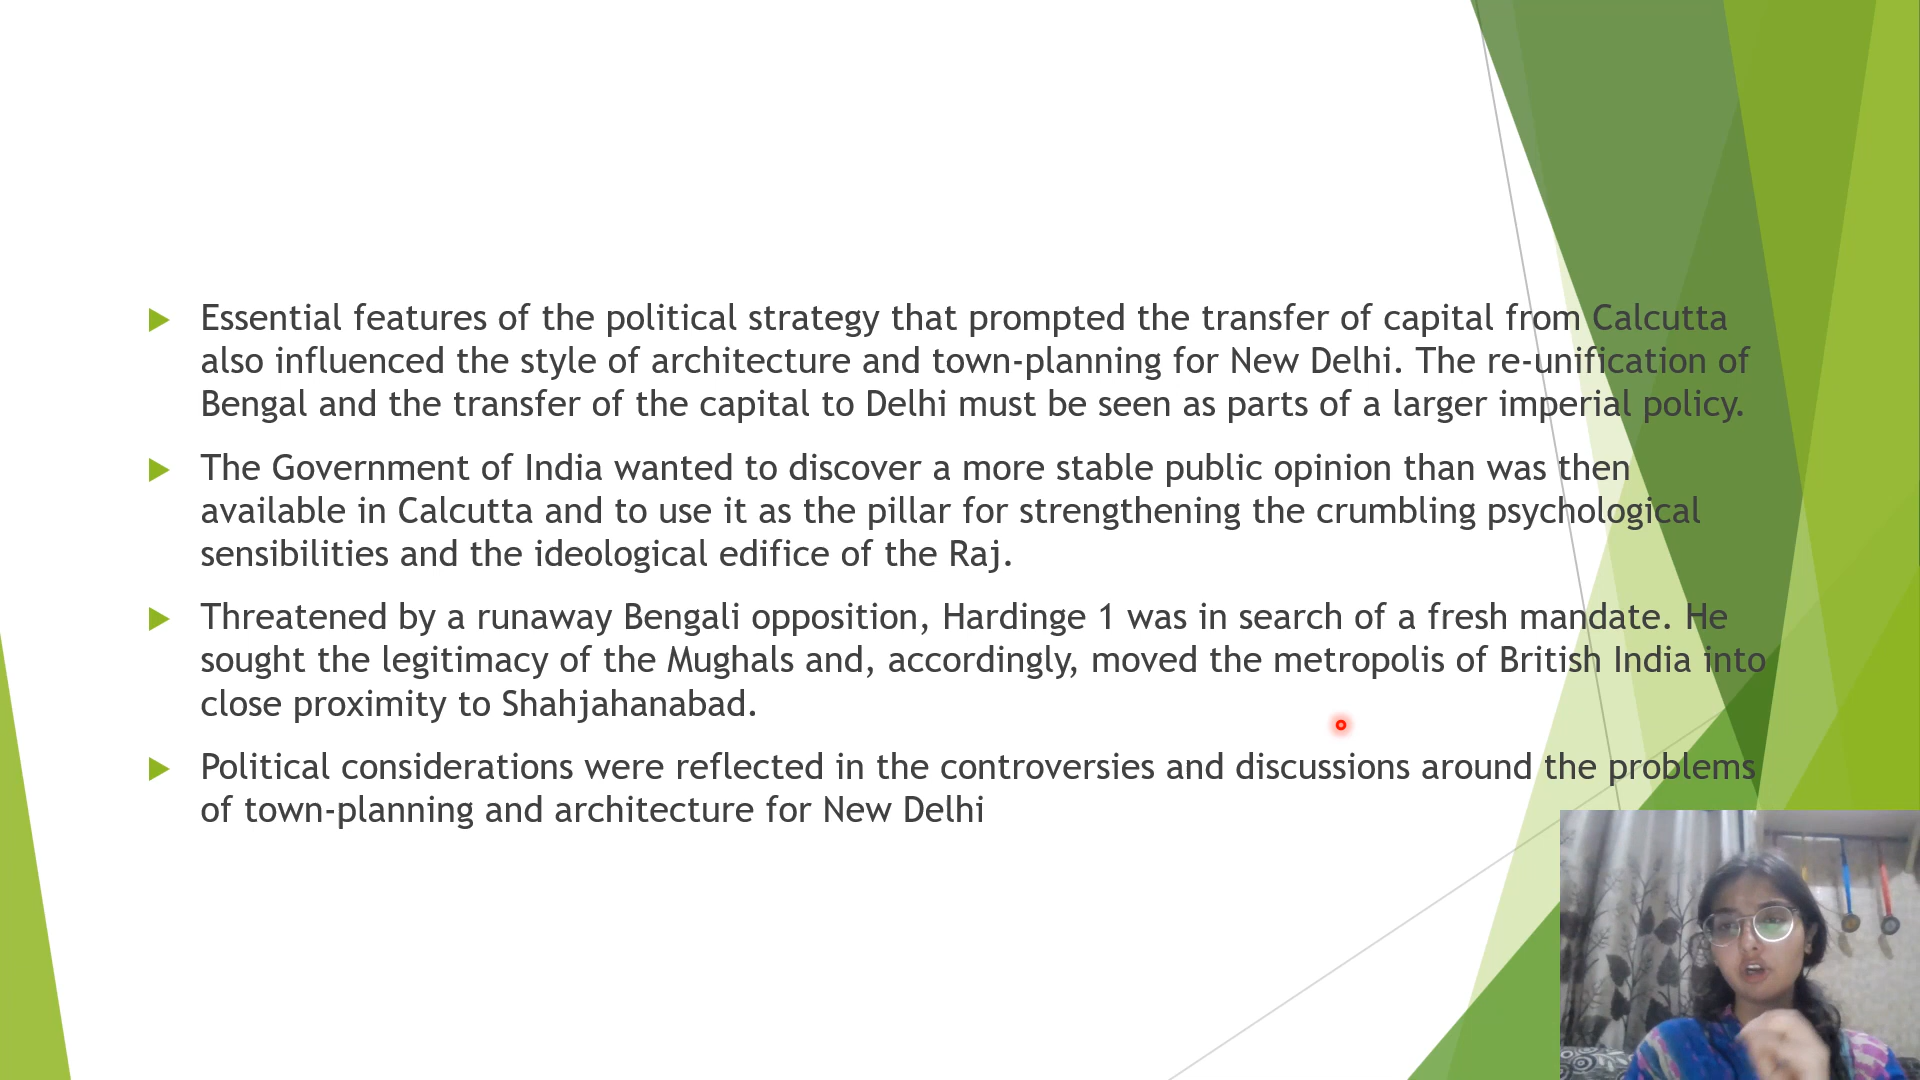 Essential features of the political strategy that prompted the transfer of capital from Calcutta
also influenced the style of architecture and town-planning for New Delhi. The re-unification of
Bengal and the transfer of the capital to Delhi must be seen as parts of a larger imperial policy.
The Government of India wanted to discover a more stable public opinion than was then
available in Calcutta and to use it as the pillar for strengthening the crumbling psychological
sensibilities and the ideological edifice of the Raj.
Threatened by a runaway Bengali opposition, Hardinge 1 was in search of a fresh mandate. He
sought the legitimacy of the Mughals and, accordingly, moved the metropolis of British India into
close proximity to Shahjahanabad.
Political considerations were reflected in the controversies and discussions around the problems
of town-planning and architecture for New Delhi